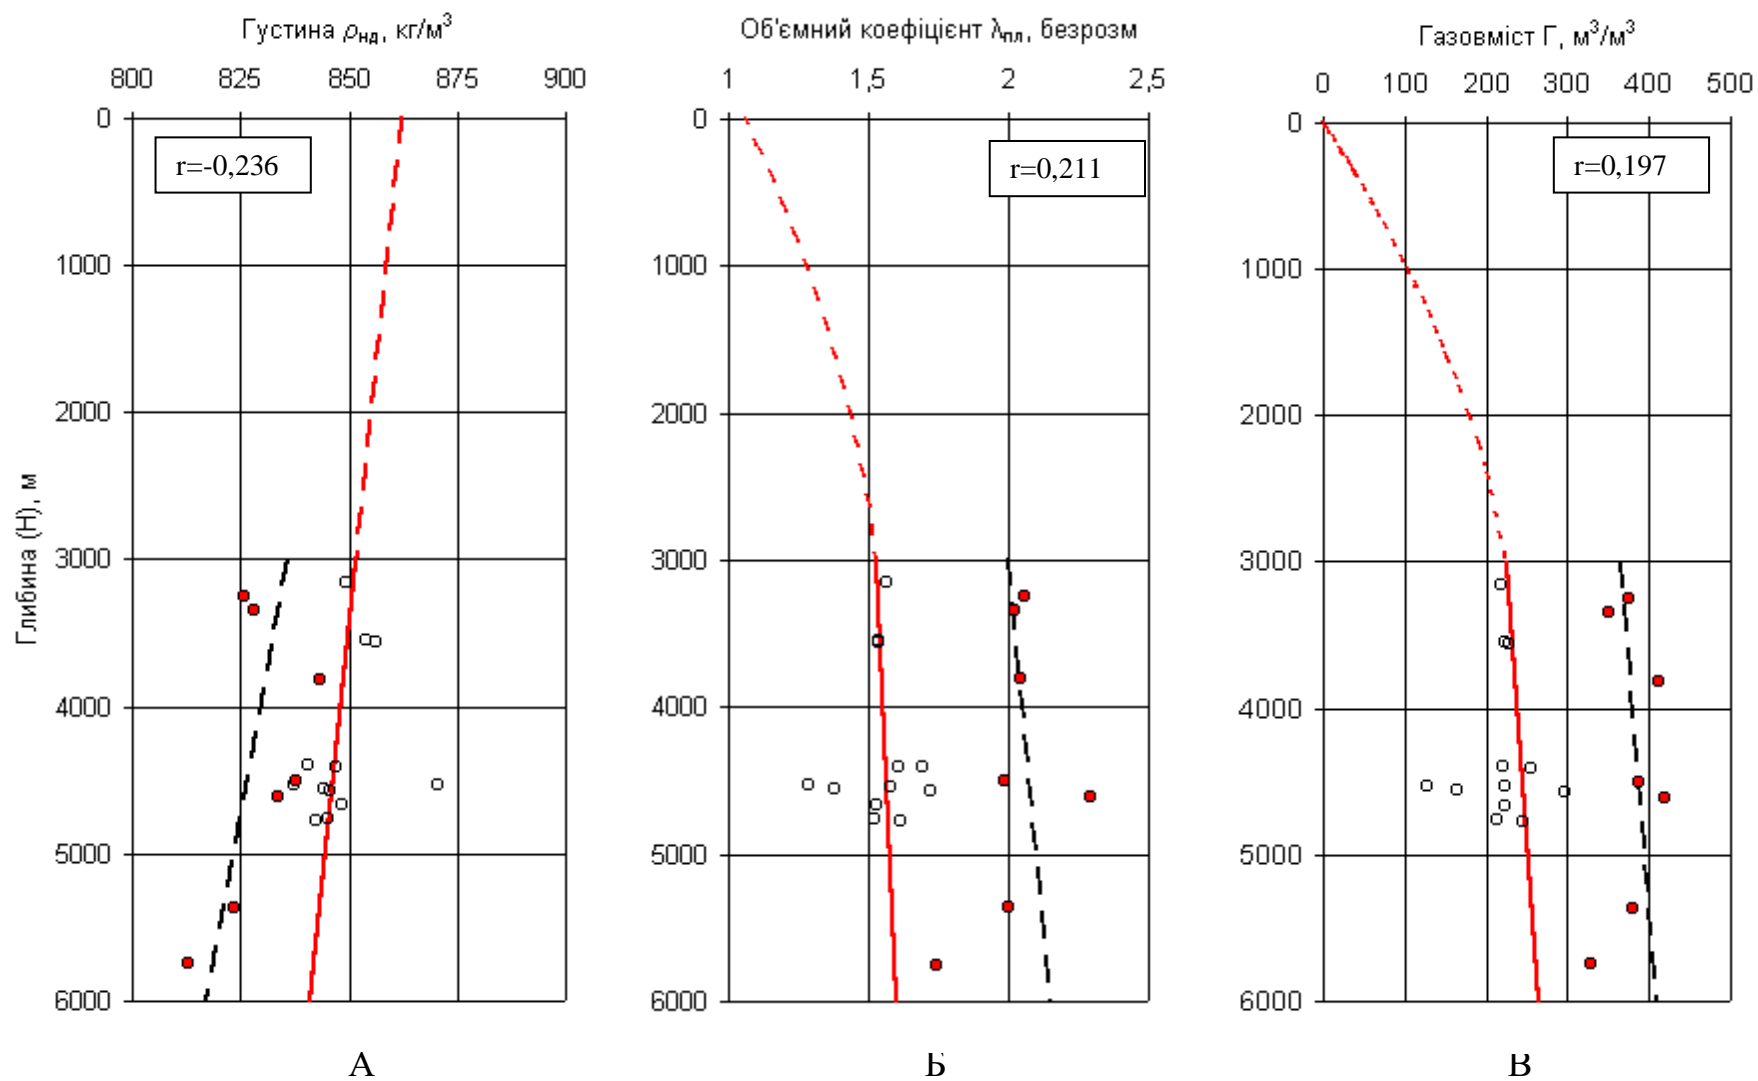 Густина ρнд, кг/м³
800 825 850 875 900
0
1000
2000
3000
4000
5000
6000
Глибина (Н), м
r=-0,236
А
Об'ємний коефіцієнт λпл, безрозм
1 1,5 2 2,5
0
1000
2000
3000
4000
5000
6000
r=0,211
Б
Газовміст Г, м³/м³
0 100 200 300 400 500
0
1000
2000
3000
4000
5000
6000
r=0,197
В